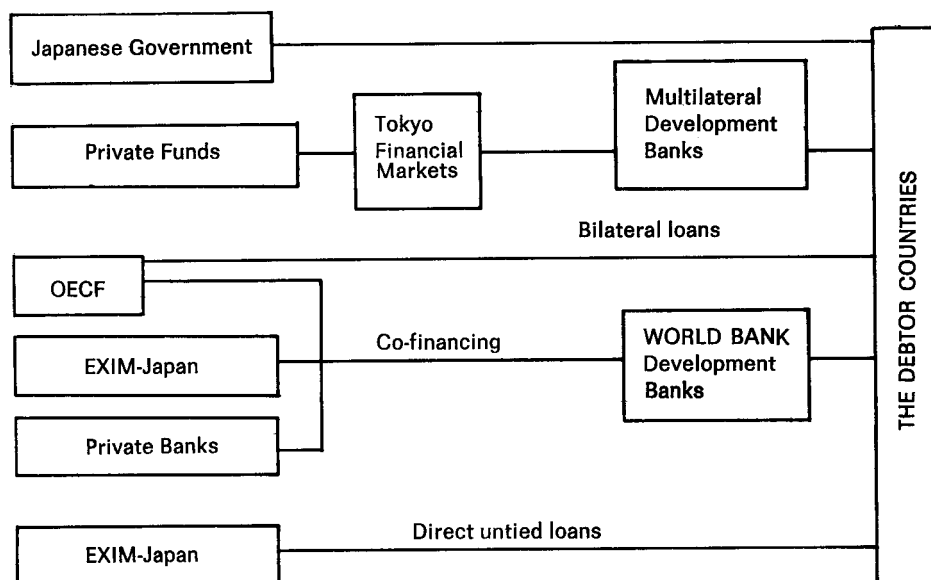 Japanese Government
Private Funds
Tokyo
Financial
Markets
Multilateral
Development
Banks
Bilateral loans
OECF
Co-financing
EXIM-Japan
WORLD BANK
Development
Banks
Private Banks
Direct untied loans
EXIM-Japan
THE DEBTOR COUNTRIES